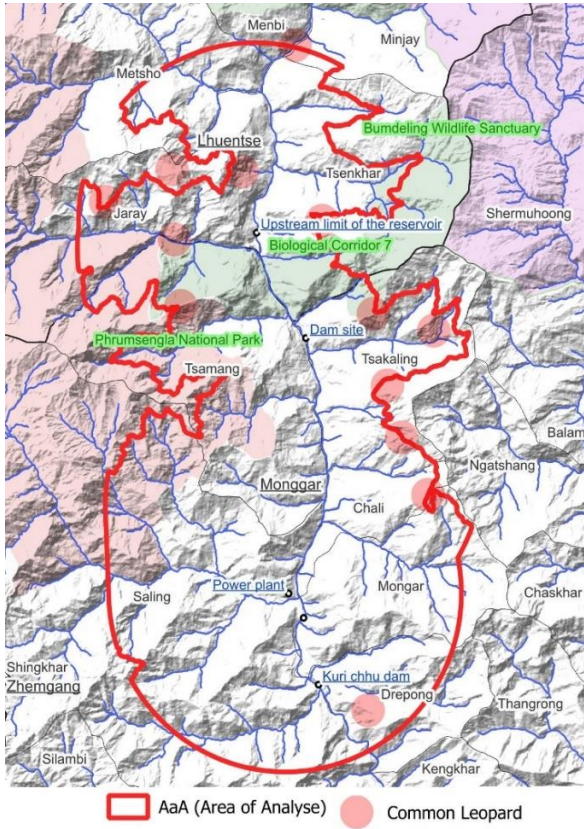 Menbi
Minjay
Metsho
Bumdeling Wildlife Sanctuary
Lhuentse
Tsenkhar
Jaray
Shermuhoong
Upstream limit of the reservoir
Biological Corridor 7
Dam site
Phrumsengla National Park
Tsakaling
Tsamang
Balam
Ngatshang
Monggar
Chali
Power plant
Mongar
Saling
Chaskhar
Shingkhar
Kuri chhu dam
Zhemgang
Drepong
Thangrong
Silambi
Kengkhar
AaA (Area of Analyse)
Common Leopard